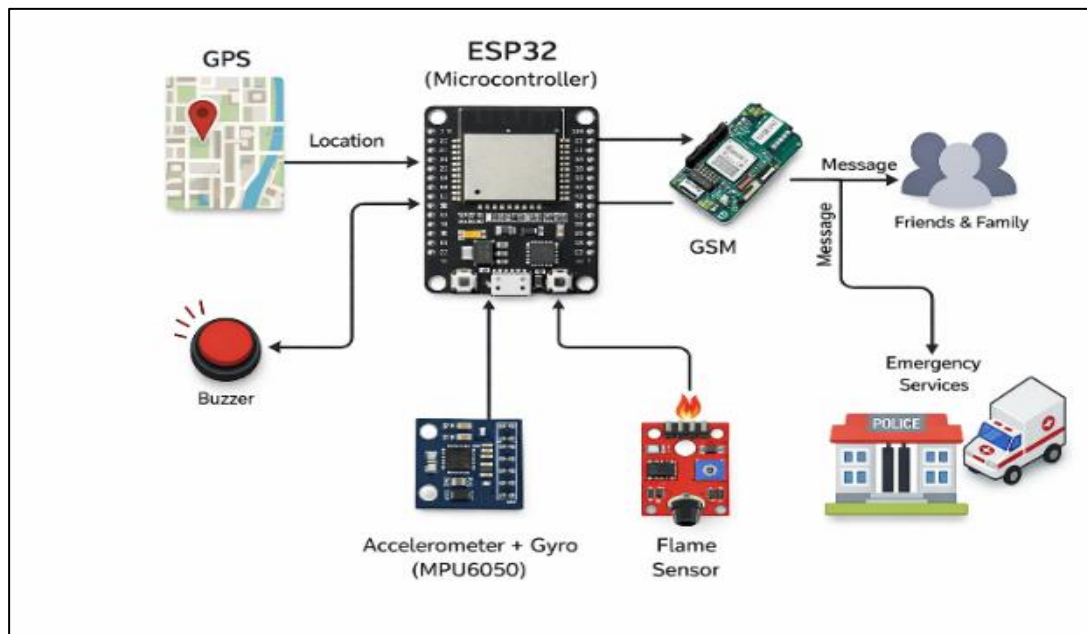 GPS
ESP32
(Microcontroller)
Location
GSM
Message
Message
Friends & Family
Buzzer
Emergency
Services
POLICE
Accelerometer + Gyro
(MPU6050)
Flame
Sensor